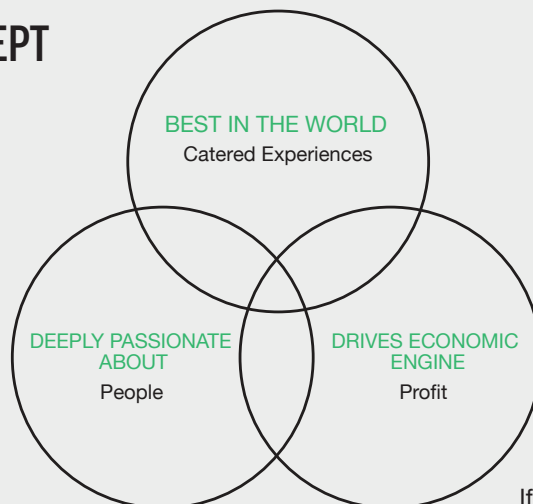 EPT
BEST IN THE WORLD
Catered Experiences
DEEPLY PASSIONATE
ABOUT
People
DRIVES ECONOMIC
ENGINE
Profit
If